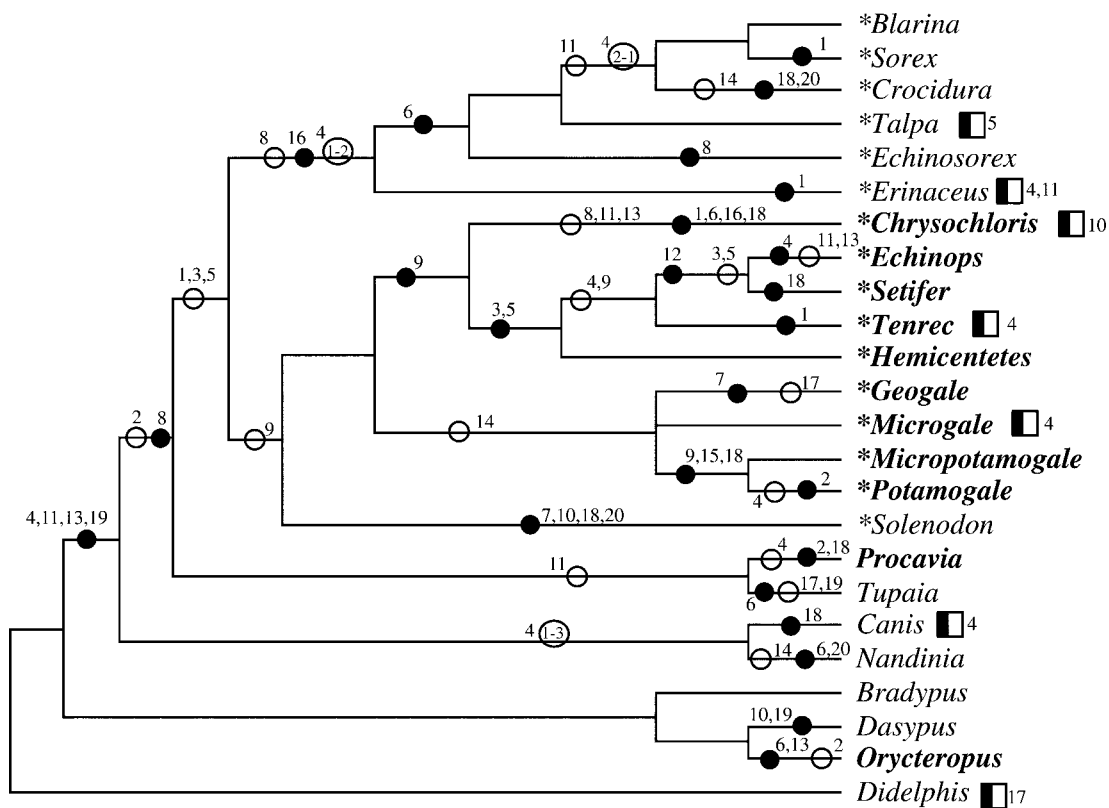 *Blarina
11
4
2-1
1
*Sorex
14
18,20
*Crocidura
6
*Talpa
5
8
16
4
1-2
8
*Echinosorex
1
*Erinaceus
4,11
8,11,13
1,6,16,18
*Chrysochloris
10
9
12
3,5
4
11,13
*Echinops
1,3,5
4,9
18
*Setifer
3,5
1
*Tenrec
4
*Hemicentetes
7
17
*Geogale
2
8
9
14
*Microgale
4
9,15,18
*Micropotamogale
4
2
*Potamogale
4,11,13,19
7,10,18,20
*Solenodon
11
4
2,18
Procavia
6
17,19
Tupaia
4
1-3
18
Canis
4
14
6,20
Nandinia
Bradypus
10,19
Dasypus
6,13
2
Orycteropus
Didelphis
17